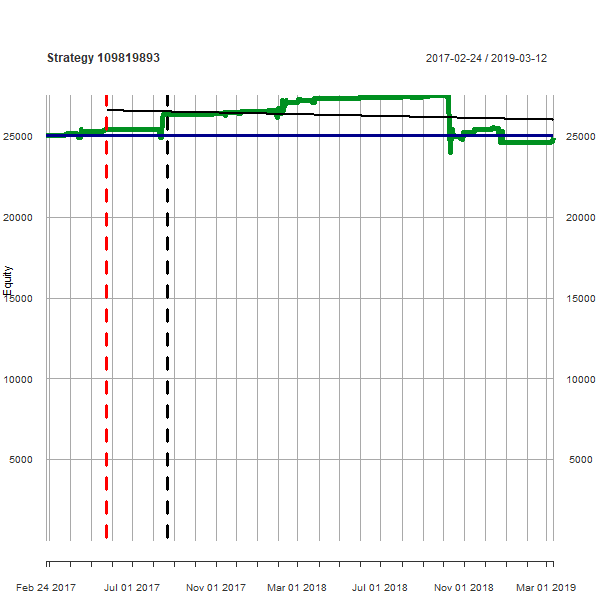 Strategy 109819893
2017-02-24 / 2019-03-12
25000
25000
20000
20000
Equity
15000
15000
10000
10000
5000
5000
Feb 24 2017
Jul 01 2017
Nov 01 2017
Mar 01 2018
Jul 01 2018
Nov 01 2018
Mar 01 2019